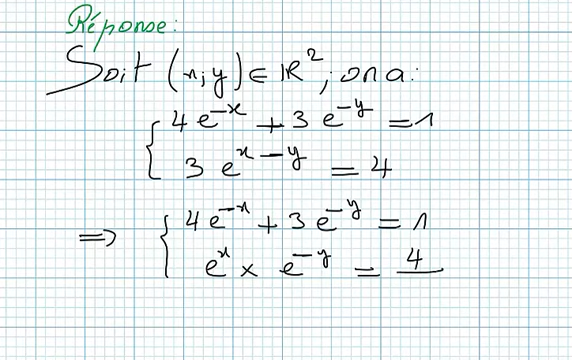 Réponse:
Soit (x;y) ∈ ℝ², on a:
{ 4e^{-x} + 3e^{-y} = 1
3e^{x-y} = 4
⇒ { 4e^{-x} + 3e^{-y} = 1
e^{x} × e^{-y} = 4/